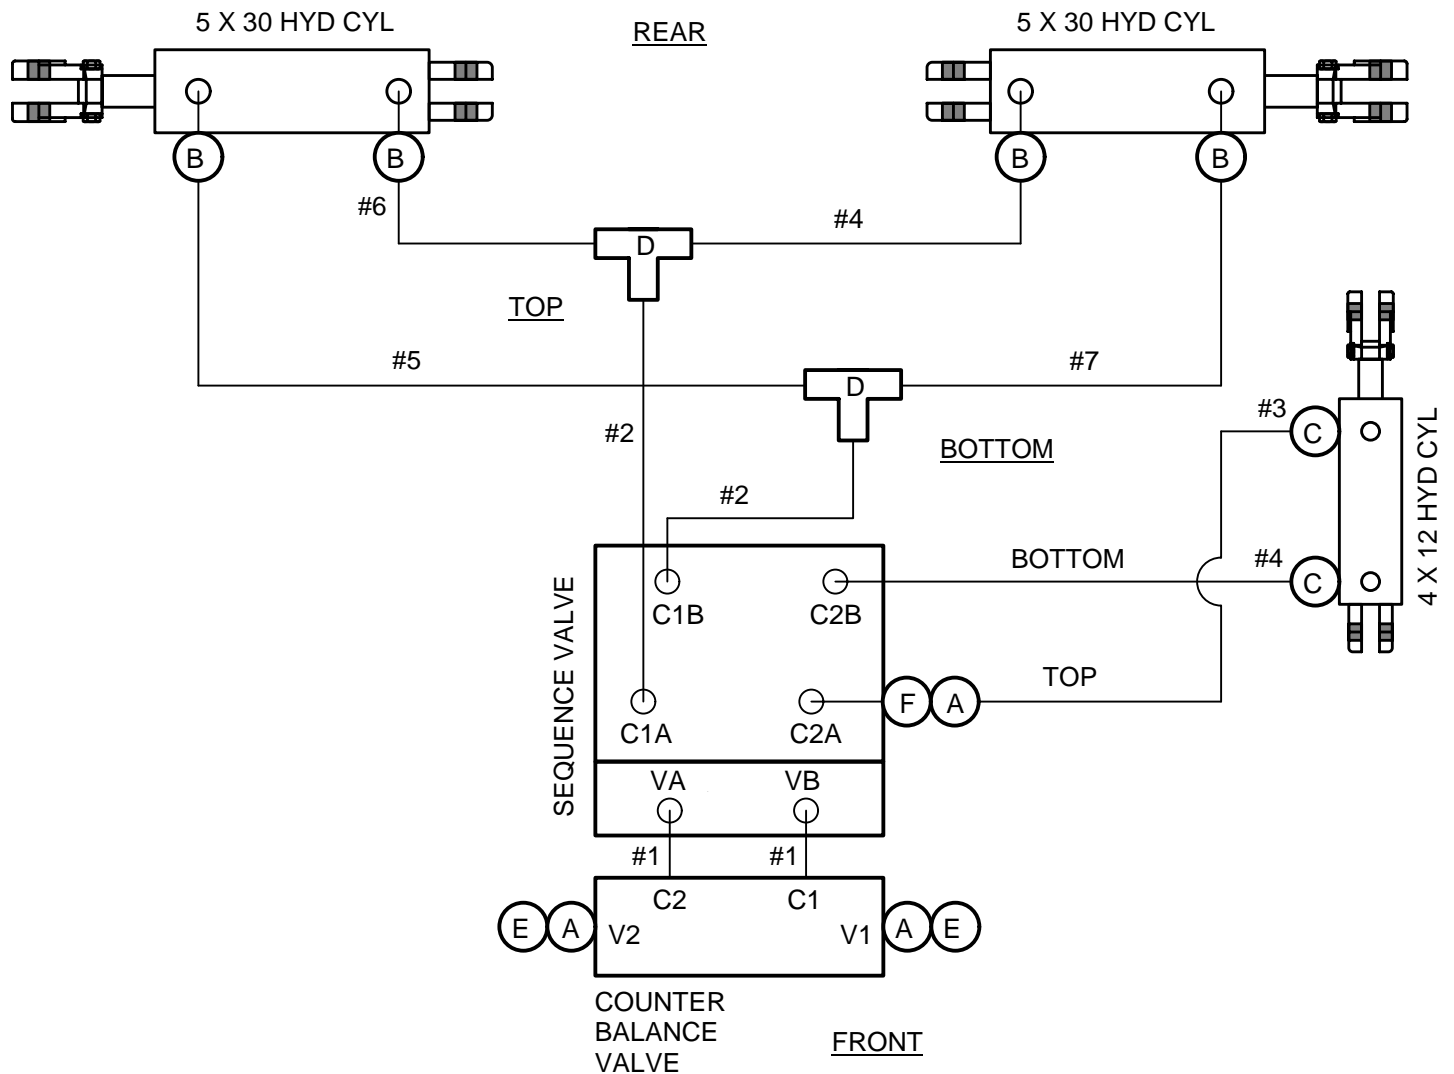 5 X 30 HYD CYL
REAR
5 X 30 HYD CYL
B
B
B
B
#6
#4
D
TOP
#5
#7
D
#2
BOTTOM
#3
C
4 X 12 HYD CYL
#2
BOTTOM
#4
C
SEQUENCE VALVE
C1B
C2B
TOP
F
A
C1A
C2A
VA
VB
#1
#1
C2
C1
E
A
V2
V1
A
E
COUNTER
BALANCE
VALVE
FRONT